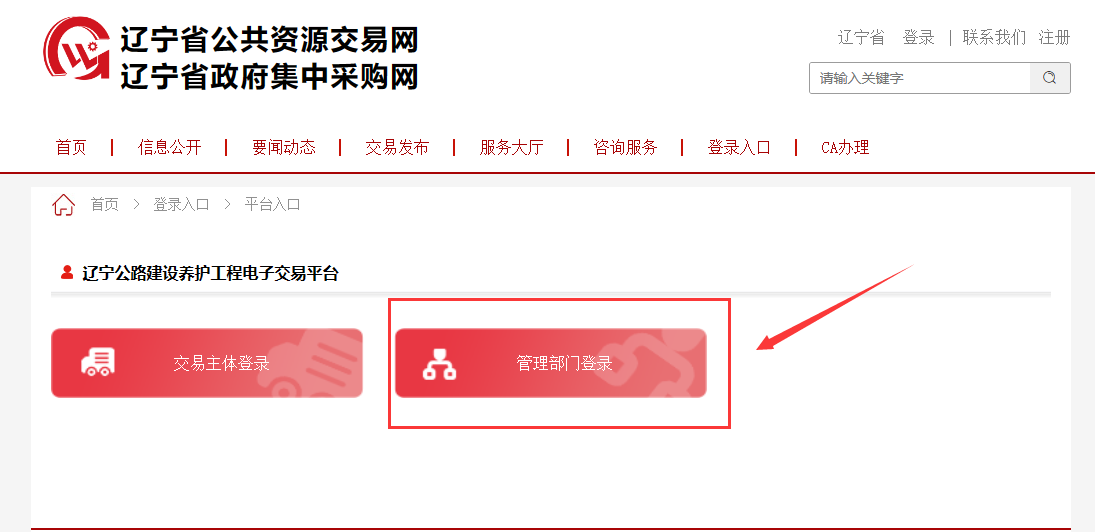 辽宁省公共资源交易网
辽宁省政府集中采购网
辽宁省 登录 | 联系我们 注册
请输入关键字
首页 | 信息公开 | 要闻动态 | 交易发布 | 服务大厅 | 咨询服务 | 登录入口 | CA办理
首页 > 登录入口 > 平台入口
辽宁公路建设养护工程电子交易平台
交易主体登录 管理部门登录